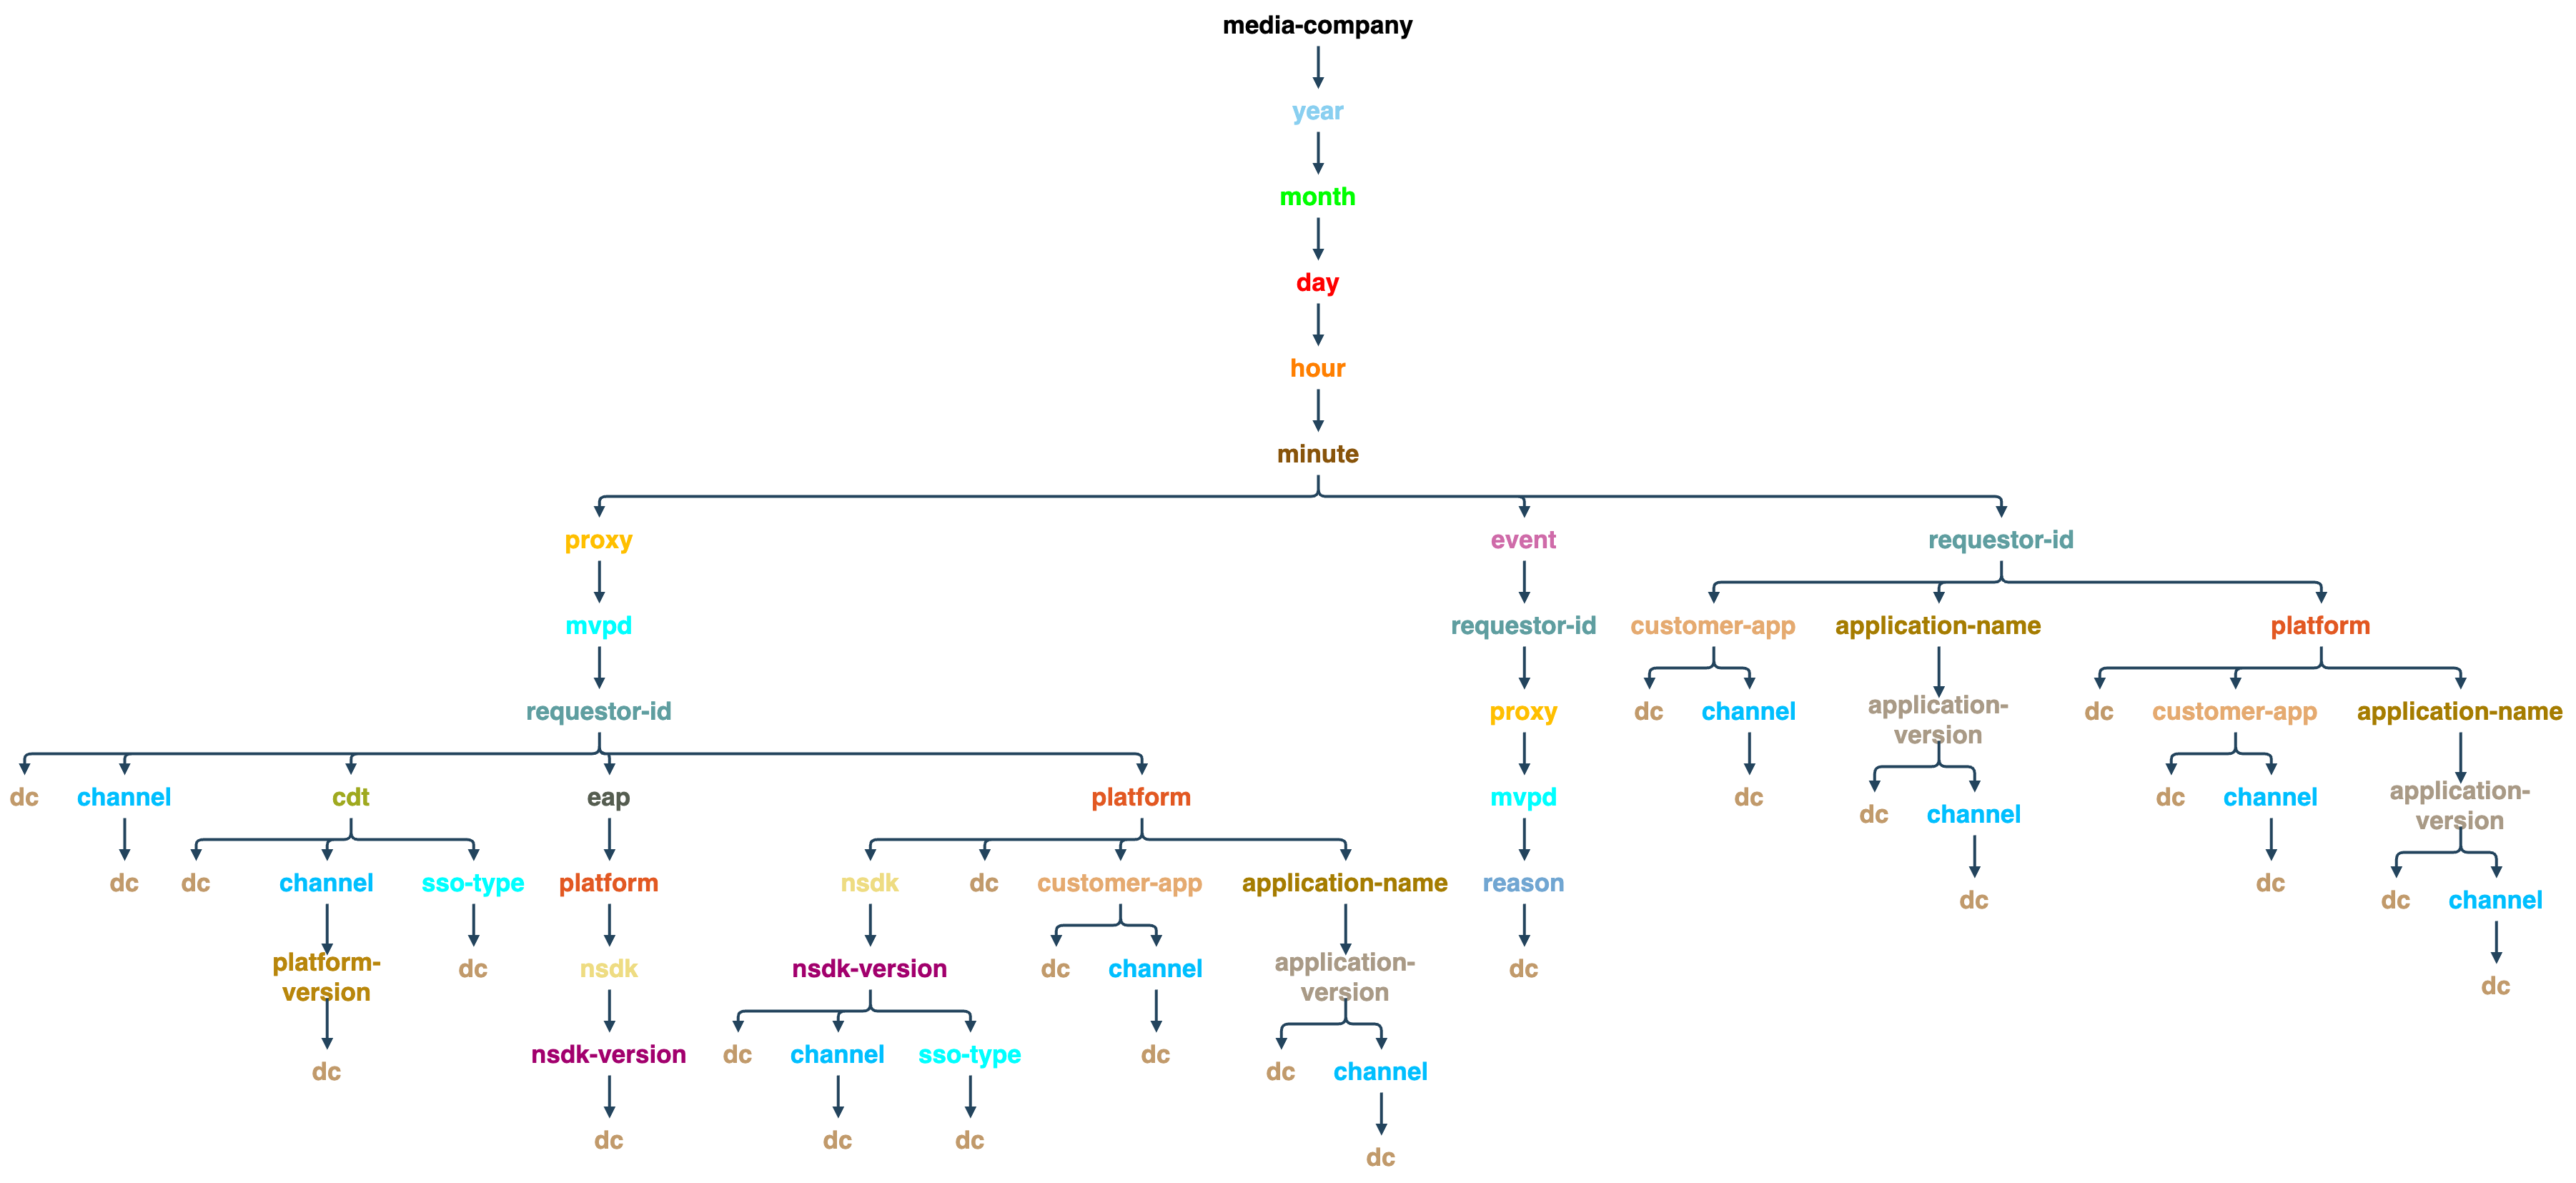 media-company
year
month
day
hour
minute
proxy
event
requestor-id
mvpd
requestor-id
customer-app
application-name
platform
requestor-id
proxy
dc
channel
application-
version
dc
customer-app
application-name
dc
channel
cdt
eap
platform
mvpd
dc
dc
channel
dc
channel
application-
version
dc
dc
channel
sso-type
platform
nsdk
dc
customer-app
application-name
reason
dc
dc
dc
channel
platform-
version
dc
nsdk
nsdk-version
dc
channel
application-
version
dc
dc
dc
nsdk-version
dc
channel
sso-type
dc
dc
channel
dc
dc
dc
dc